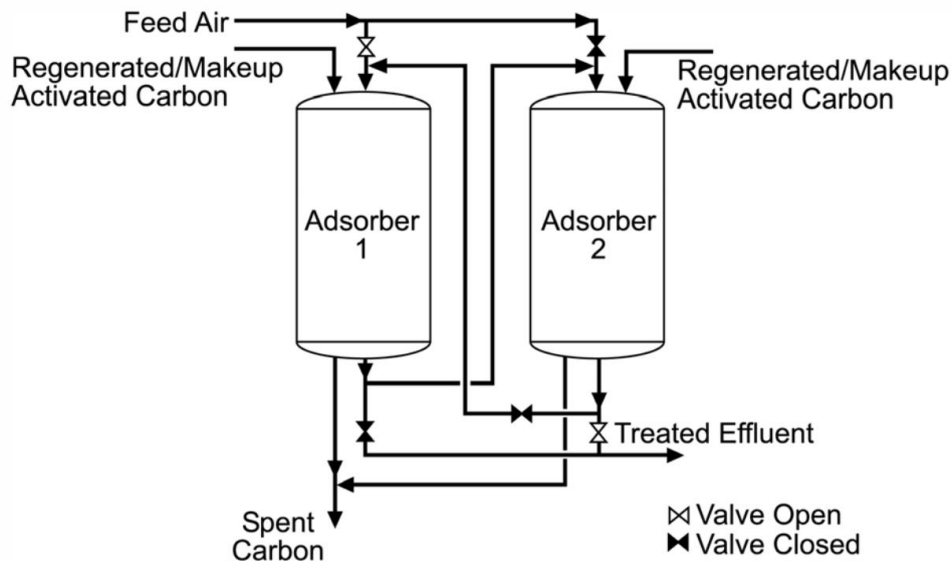 Feed Air
Regenerated/Makeup
Activated Carbon
Regenerated/Makeup
Activated Carbon
Adsorber
1
Adsorber
2
Treated Effluent
Spent
Carbon
Valve Open
Valve Closed